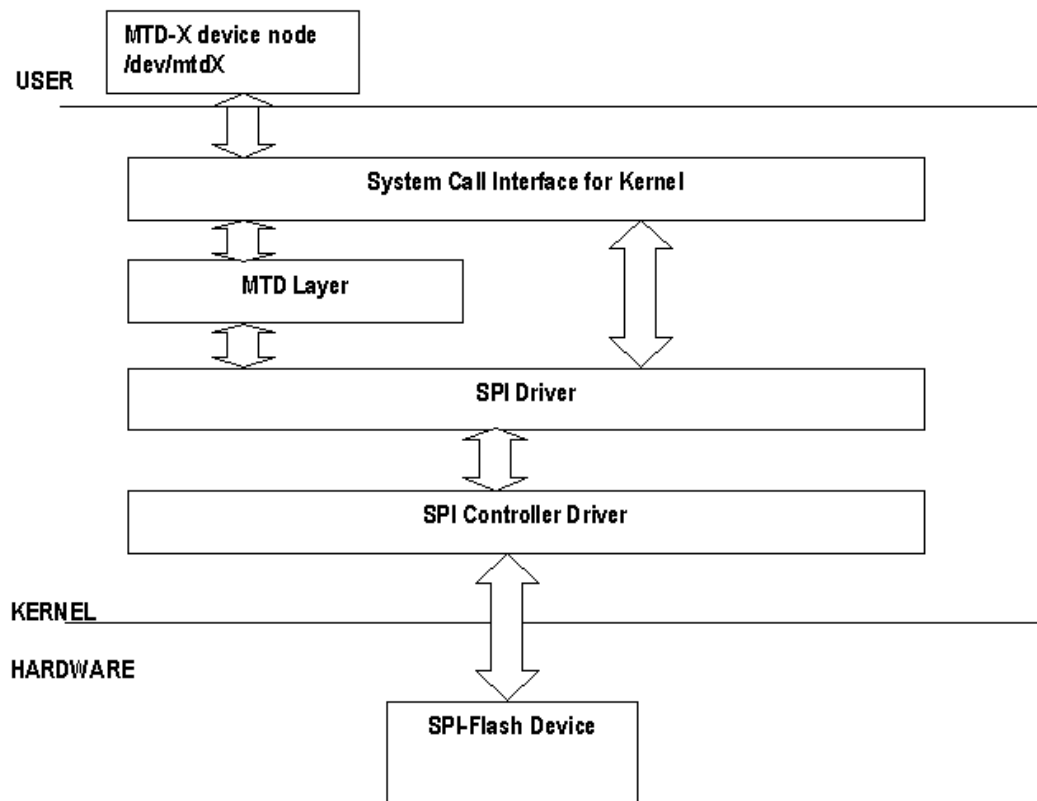 MTD-X device node
/dev/mtdX
USER
System Call Interface for Kernel
MTD Layer
SPI Driver
SPI Controller Driver
KERNEL
HARDWARE
SPI-Flash Device